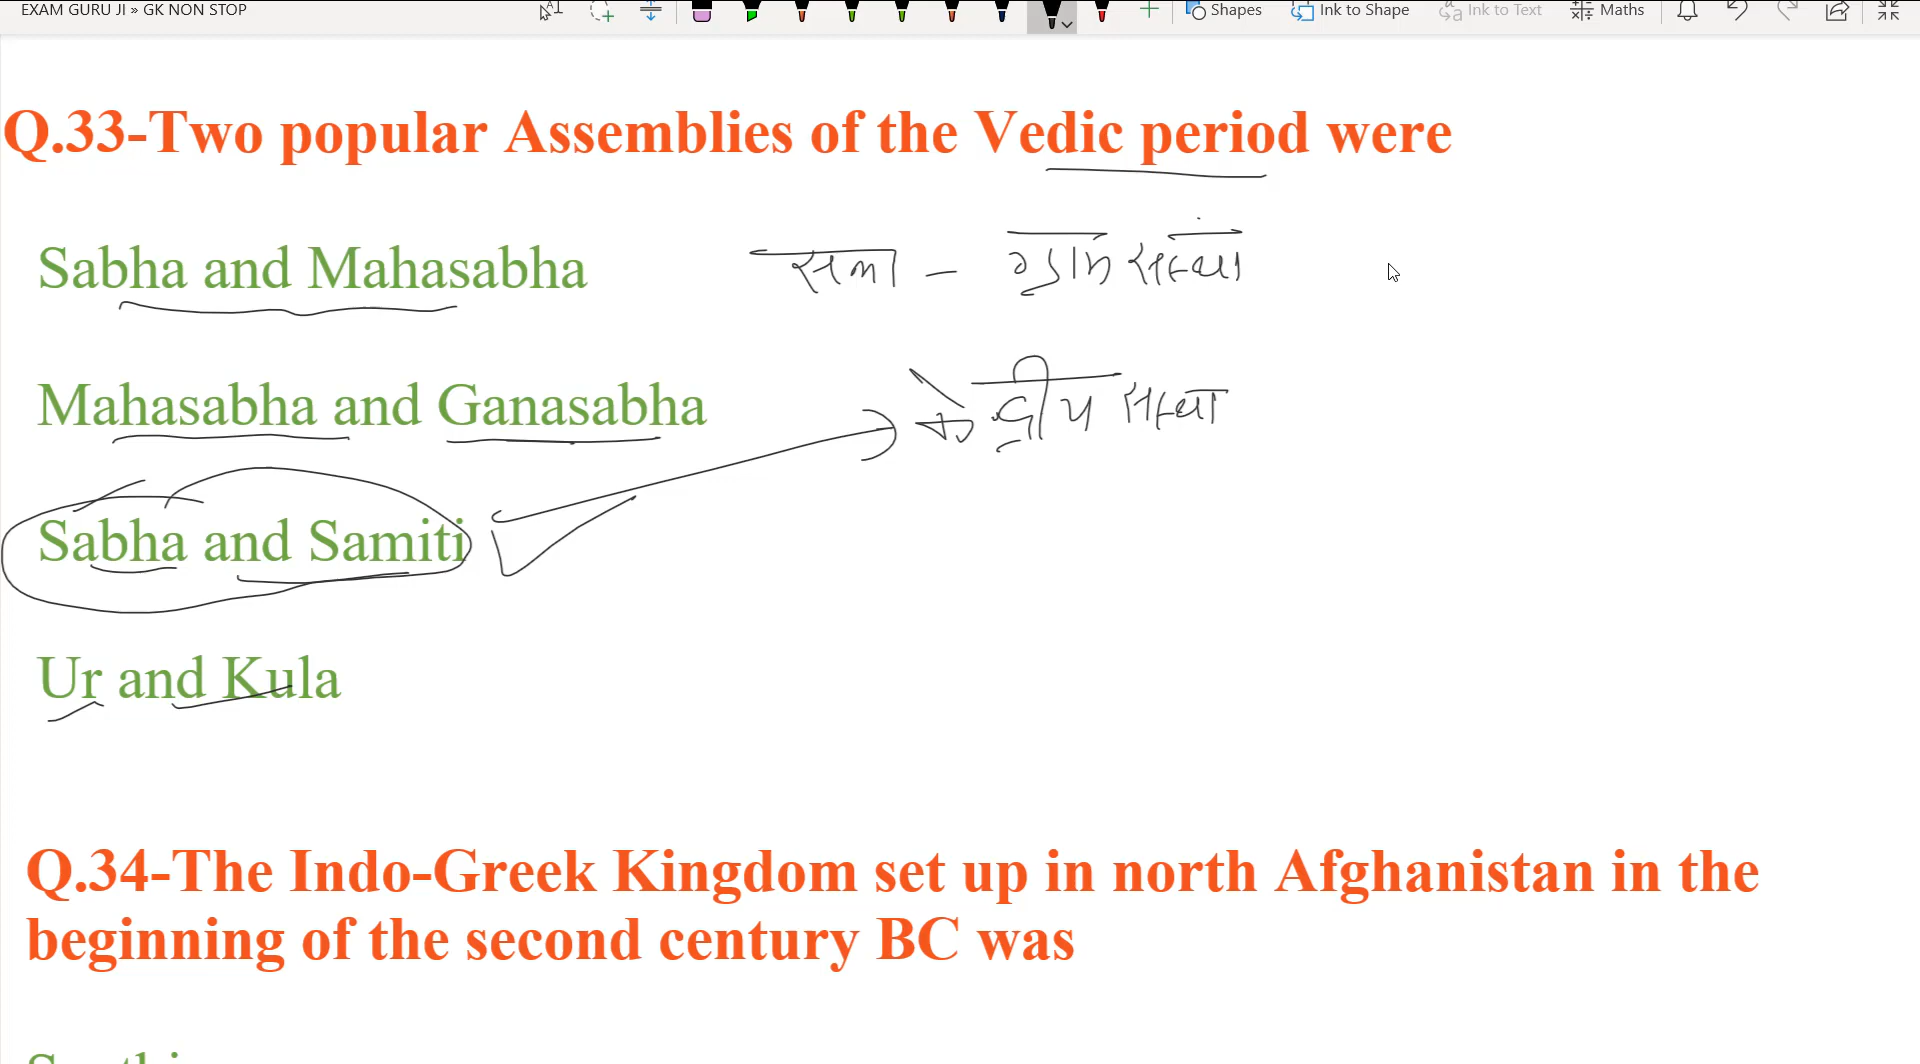 EXAM GURU JI » GK NON STOP
Shapes Ink to Shape Ink to Text Maths
Q.33-Two popular Assemblies of the Vedic period were
Sabha and Mahasabha
सभा – ग्राम संस्था
Mahasabha and Ganasabha
केन्द्रीय संस्था
Sabha and Samiti
Ur and Kula
Q.34-The Indo-Greek Kingdom set up in north Afghanistan in the
beginning of the second century BC was